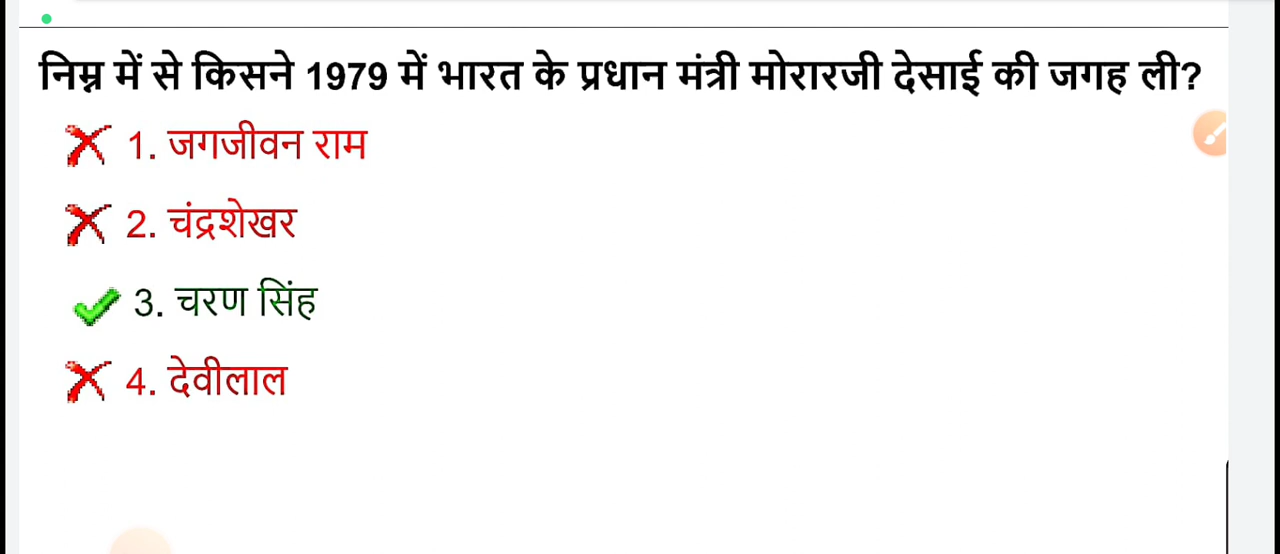 निम्न में से किसने 1979 में भारत के प्रधान मंत्री मोरारजी देसाई की जगह ली?
1. जगजीवन राम
2. चंद्रशेखर
3. चरण सिंह
4. देवीलाल